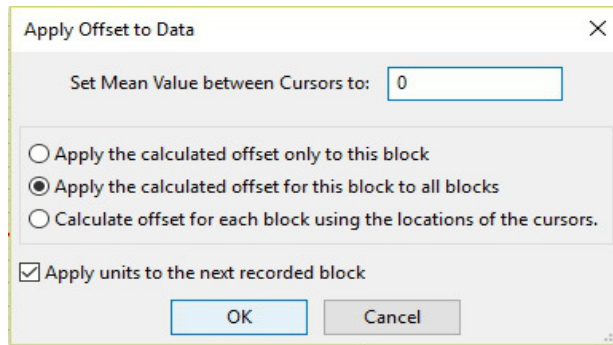 Apply Offset to Data
Set Mean Value between Cursors to: 0
Apply the calculated offset only to this block
Apply the calculated offset for this block to all blocks
Calculate offset for each block using the locations of the cursors.
Apply units to the next recorded block
OK Cancel